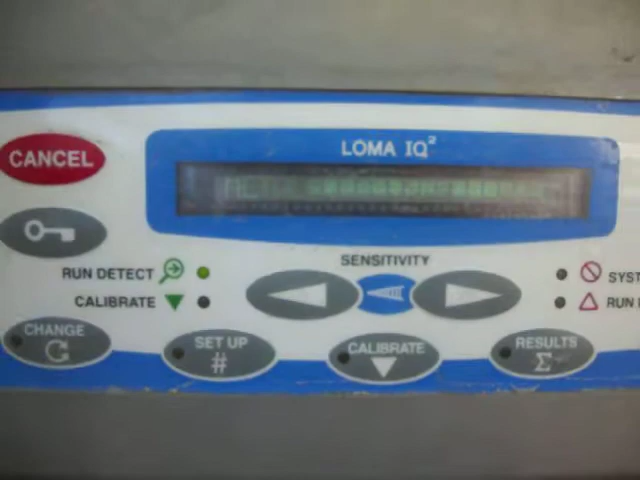 LOMA IQ²
CANCEL
SENSITIVITY
RUN DETECT
SYST
CALIBRATE
RUN
CHANGE
SET UP
#
CALIBRATE
RESULTS
Σ